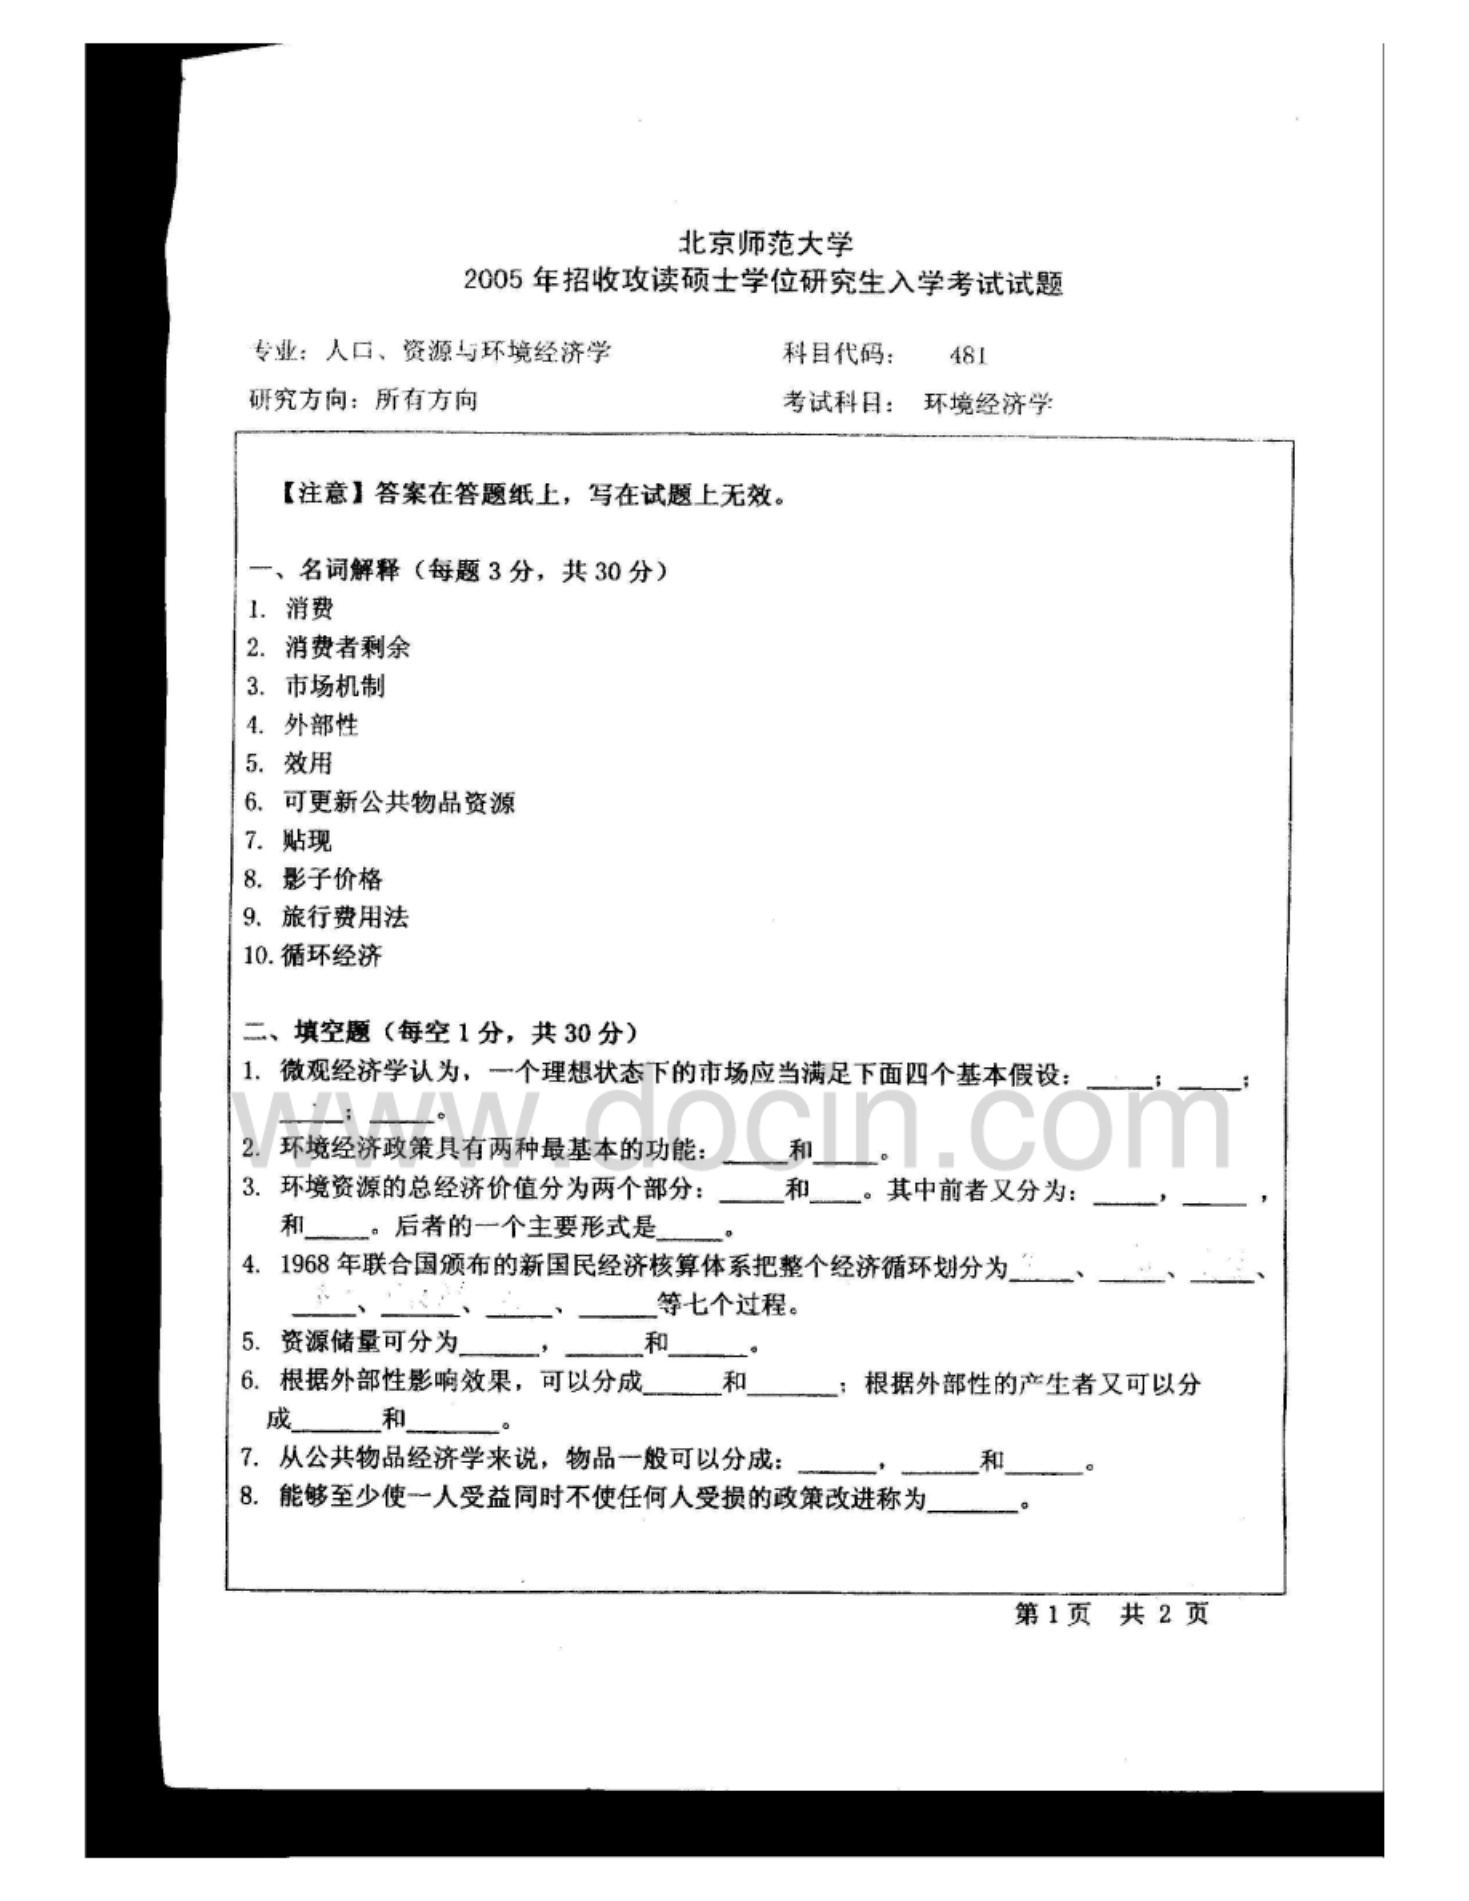 北京师范大学
2005 年招收攻读硕士学位研究生入学考试试题
专业：人口、资源与环境经济学 科目代码： 481
研究方向：所有方向 考试科目： 环境经济学
【注意】答案在答题纸上，写在试题上无效。
一、名词解释（每题 3 分，共 30 分）
1. 消费
2. 消费者剩余
3. 市场机制
4. 外部性
5. 效用
6. 可更新公共物品资源
7. 贴现
8. 影子价格
9. 旅行费用法
10. 循环经济
二、填空题（每空 1 分，共 30 分）
1. 微观经济学认为，一个理想状态下的市场应当满足下面四个基本假设：_____；_____；
_____；_____。
2. 环境经济政策具有两种最基本的功能：_____和_____。
3. 环境资源的总经济价值分为两个部分：_____和____。其中前者又分为：_____，_____，
和_____。后者的一个主要形式是_____。
4. 1968 年联合国颁布的新国民经济核算体系把整个经济循环划分为_____、_____、_____、
_____、______、_____、______等七个过程。
5. 资源储量可分为______，______和______。
6. 根据外部性影响效果，可以分成______和_______；根据外部性的产生者又可以分
成_______和_______。
7. 从公共物品经济学来说，物品一般可以分成：______，______和______。
8. 能够至少使一人受益同时不使任何人受损的政策改进称为_______。
www.docin.com
第 1 页 共 2 页